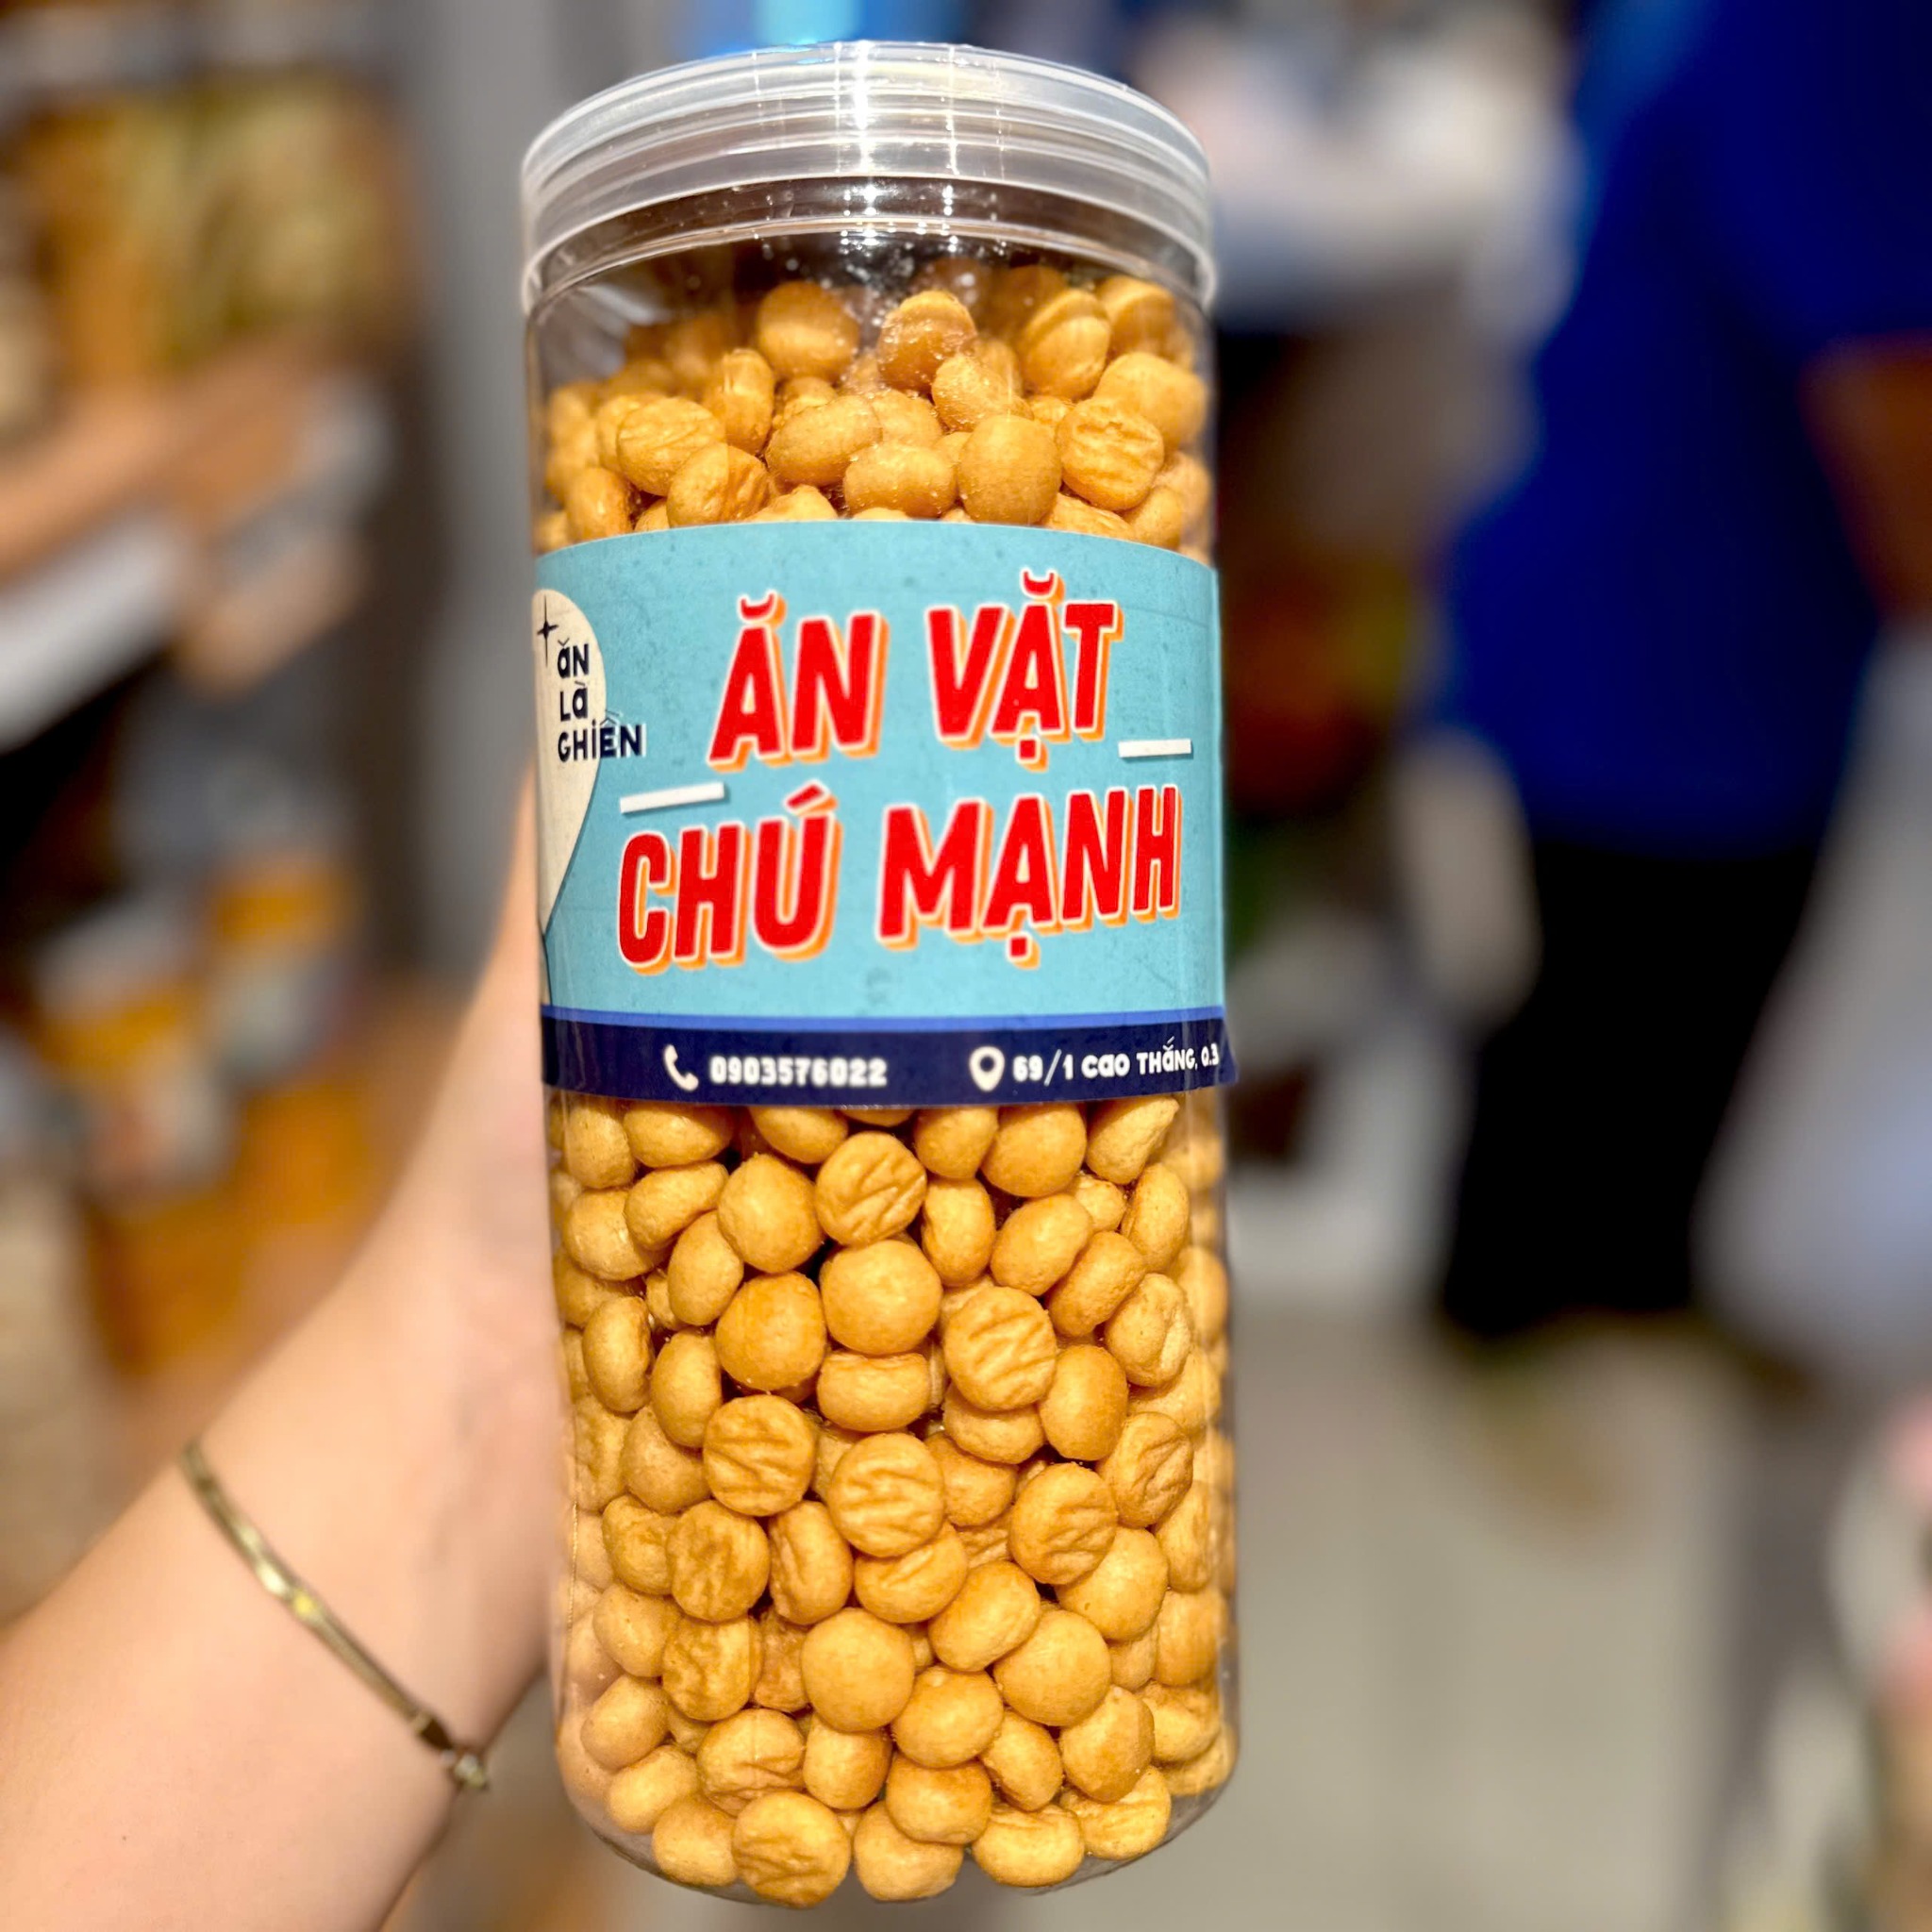 ăN
Là
GHIỀN
ĂN VẶT
CHÚ MẠNH
0903576022
69/1 CAO THẮNG, Q.3